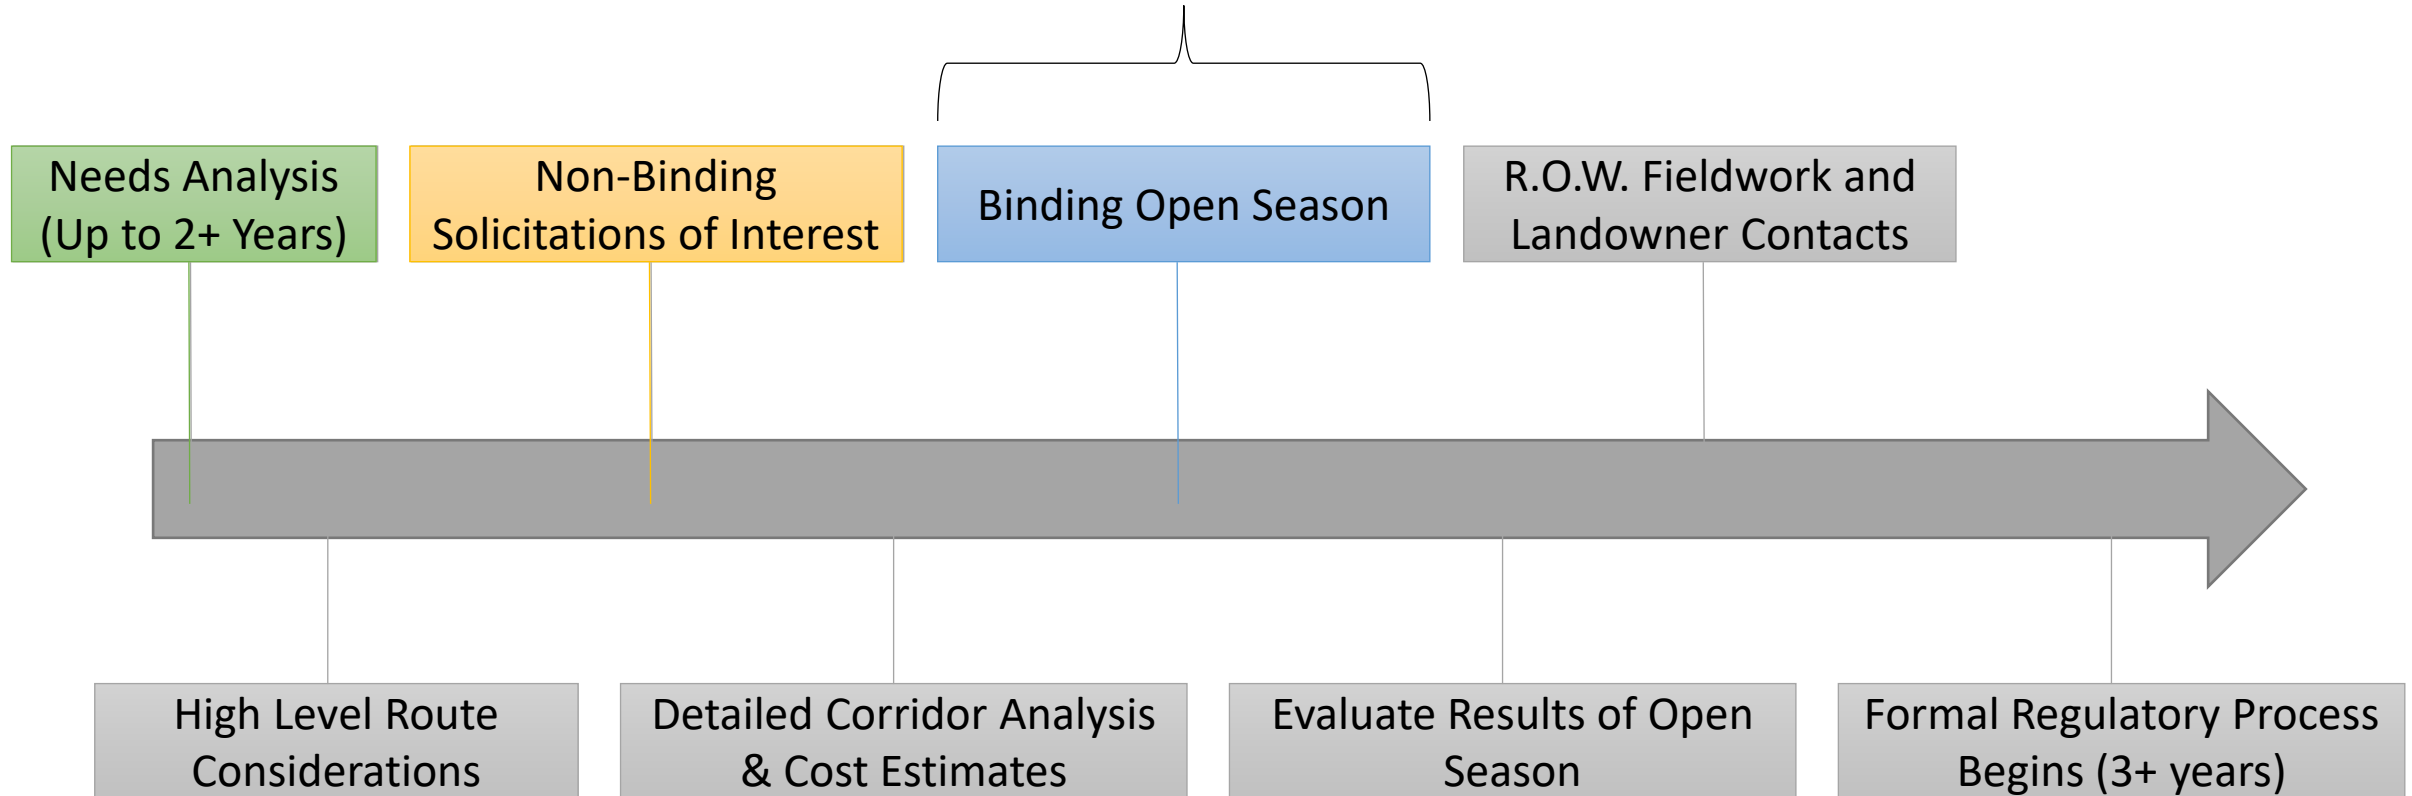 Needs Analysis
(Up to 2+ Years)
Non-Binding
Solicitations of Interest
Binding Open Season
R.O.W. Fieldwork and
Landowner Contacts
High Level Route
Considerations
Detailed Corridor Analysis
& Cost Estimates
Evaluate Results of Open
Season
Formal Regulatory Process
Begins (3+ years)